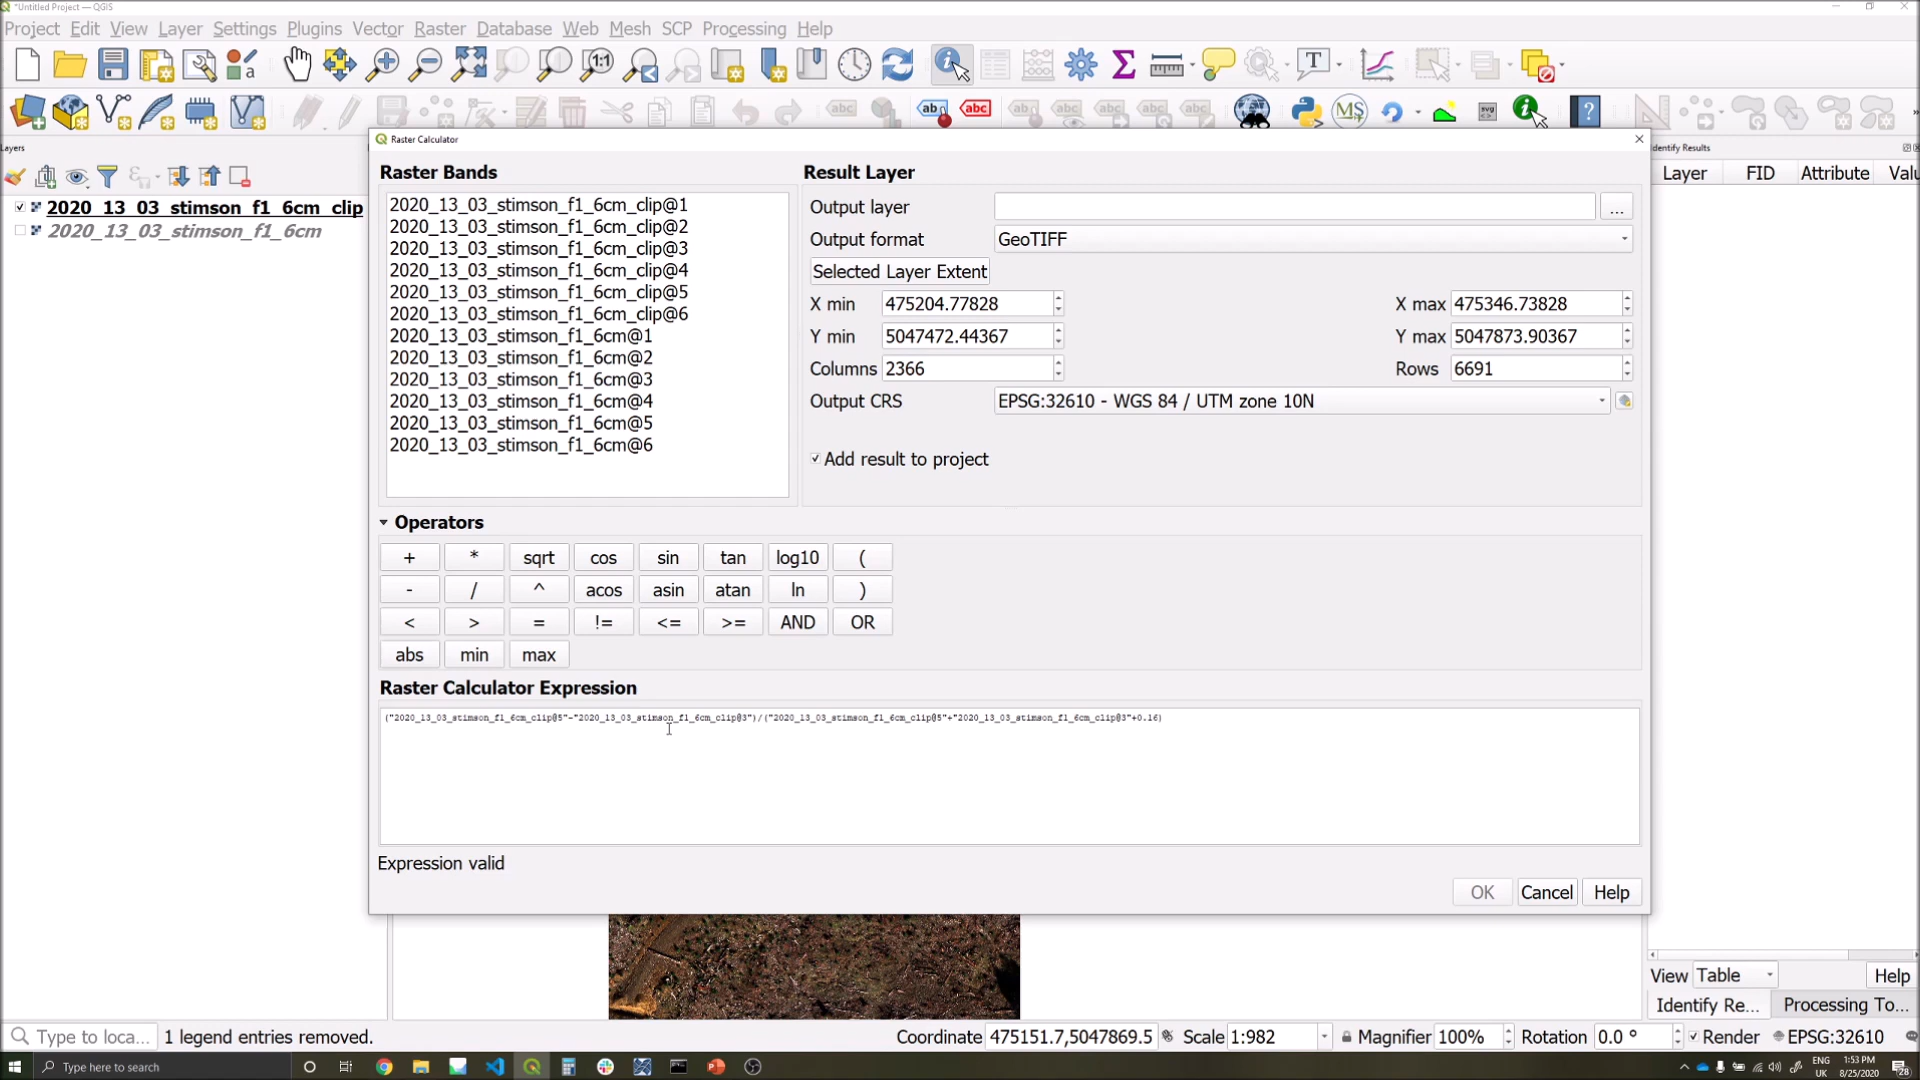 *Untitled Project — QGIS
Project Edit View Layer Settings Plugins Vector Raster Database Web Mesh SCP Processing Help
Layers
2020_13_03_stimson_f1_6cm_clip
2020_13_03_stimson_f1_6cm
Raster Calculator
Raster Bands
2020_13_03_stimson_f1_6cm_clip@1
2020_13_03_stimson_f1_6cm_clip@2
2020_13_03_stimson_f1_6cm_clip@3
2020_13_03_stimson_f1_6cm_clip@4
2020_13_03_stimson_f1_6cm_clip@5
2020_13_03_stimson_f1_6cm_clip@6
2020_13_03_stimson_f1_6cm@1
2020_13_03_stimson_f1_6cm@2
2020_13_03_stimson_f1_6cm@3
2020_13_03_stimson_f1_6cm@4
2020_13_03_stimson_f1_6cm@5
2020_13_03_stimson_f1_6cm@6
Result Layer
Output layer ...
Output format GeoTIFF
Selected Layer Extent
X min 475204.77828 X max 475346.73828
Y min 5047472.44367 Y max 5047873.90367
Columns 2366 Rows 6691
Output CRS EPSG:32610 - WGS 84 / UTM zone 10N
Add result to project
Operators
+ * sqrt cos sin tan log10 (
- / ^ acos asin atan ln )
< > = != <= >= AND OR
abs min max
Raster Calculator Expression
("2020_13_03_stimson_f1_6cm_clip@5"-"2020_13_03_stimson_f1_6cm_clip@3")/("2020_13_03_stimson_f1_6cm_clip@5"+"2020_13_03_stimson_f1_6cm_clip@3"+0.16)
Expression valid
OK Cancel Help
Identify Results
Layer FID Attribute Valu
View Table Help
Identify Re... Processing To...
Type to loca... 1 legend entries removed. Coordinate 475151.7,5047869.5 Scale 1:982 Magnifier 100% Rotation 0.0 ° Render EPSG:32610
Type here to search
ENG
UK
1:53 PM
8/25/2020
28